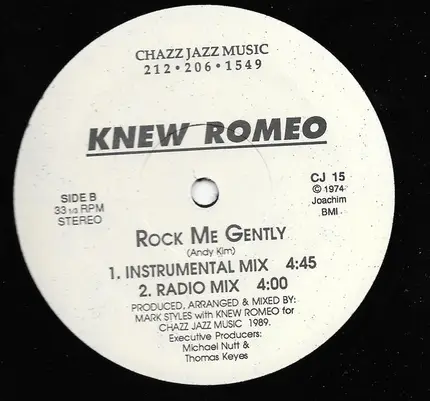 CHAZZ JAZZ MUSIC
212 • 206 • 1549
KNEW ROMEO
SIDE B
33 1/3 RPM
STEREO
CJ 15
© 1974
Joachim
BMI
ROCK ME GENTLY
(Andy Kim)
1. INSTRUMENTAL MIX 4:45
2. RADIO MIX 4:00
PRODUCED, ARRANGED & MIXED BY:
MARK STYLES with KNEW ROMEO for
CHAZZ JAZZ MUSIC 1989.
Executive Producers:
Michael Nutt &
Thomas Keyes